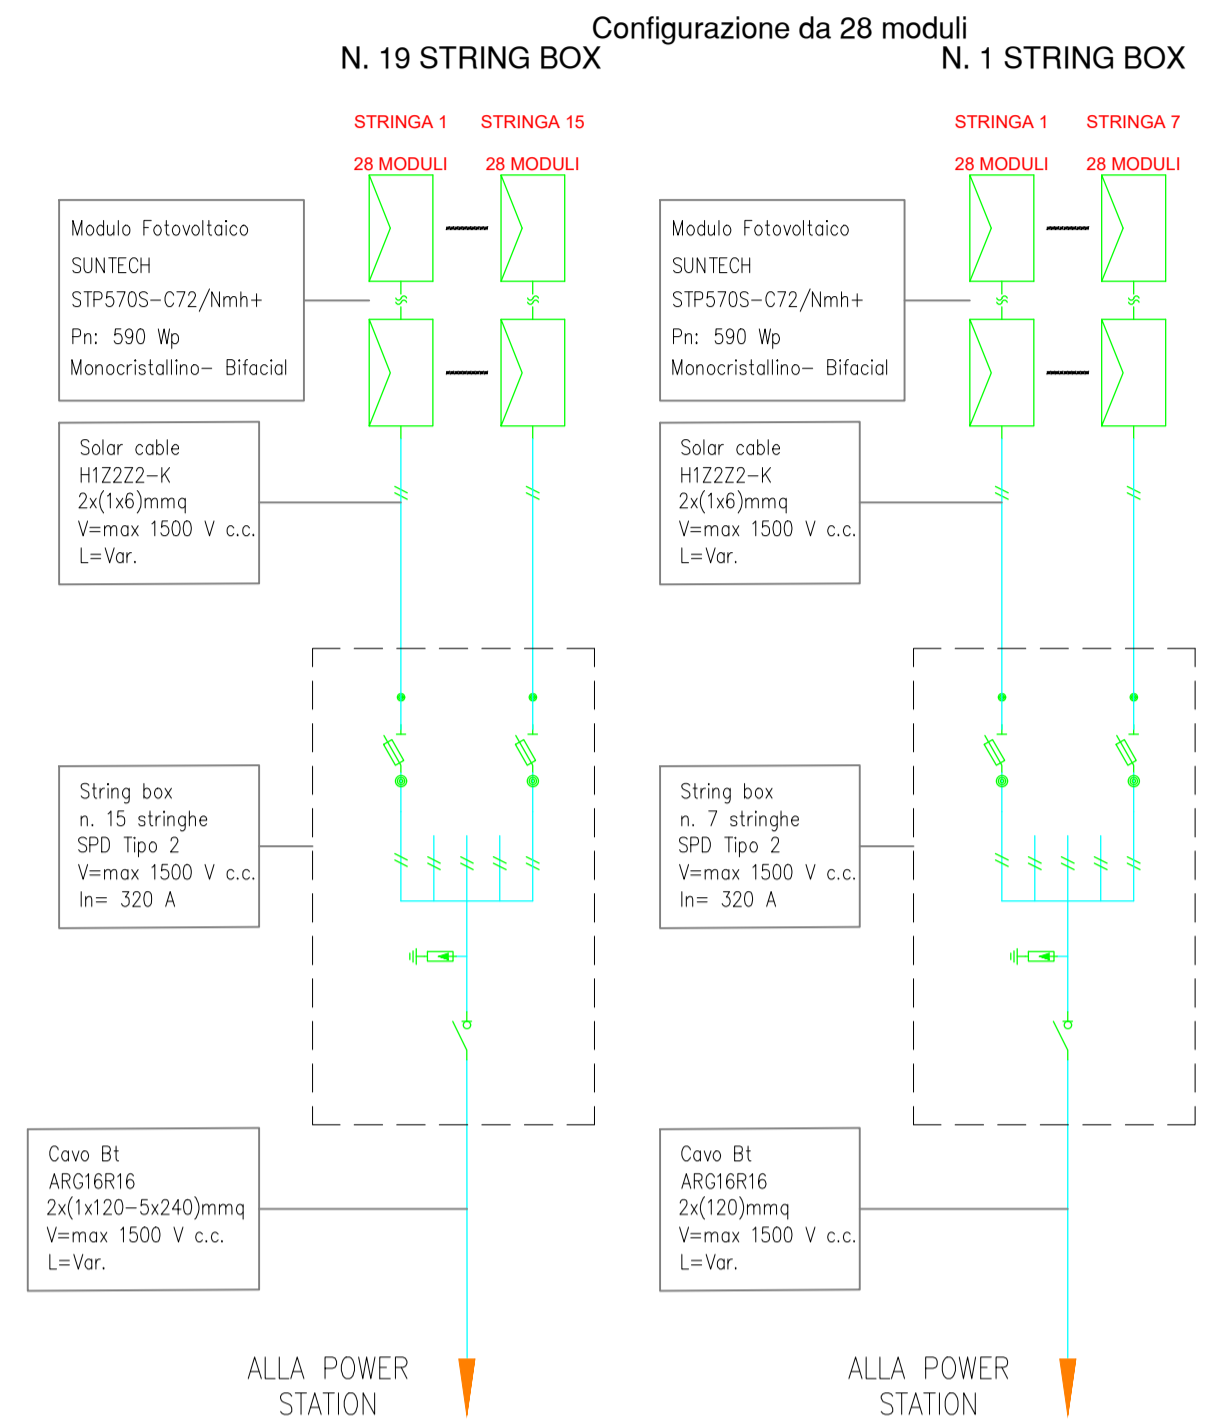 Configurazione da 28 moduli
N. 19 STRING BOX
STRINGA 1 STRINGA 15
28 MODULI 28 MODULI
Modulo Fotovoltaico
SUNTECH
STP570S-C72/Nmh+
Pn: 590 Wp
Monocristallino- Bifacial
Solar cable
H1Z2Z2-K
2x(1x6)mmq
V=max 1500 V c.c.
L=Var.
String box
n. 15 stringhe
SPD Tipo 2
V=max 1500 V c.c.
In= 320 A
Cavo Bt
ARG16R16
2x(1x120-5x240)mmq
V=max 1500 V c.c.
L=Var.
ALLA POWER
STATION
N. 1 STRING BOX
STRINGA 1 STRINGA 7
28 MODULI 28 MODULI
Modulo Fotovoltaico
SUNTECH
STP570S-C72/Nmh+
Pn: 590 Wp
Monocristallino- Bifacial
Solar cable
H1Z2Z2-K
2x(1x6)mmq
V=max 1500 V c.c.
L=Var.
String box
n. 7 stringhe
SPD Tipo 2
V=max 1500 V c.c.
In= 320 A
Cavo Bt
ARG16R16
2x(120)mmq
V=max 1500 V c.c.
L=Var.
ALLA POWER
STATION